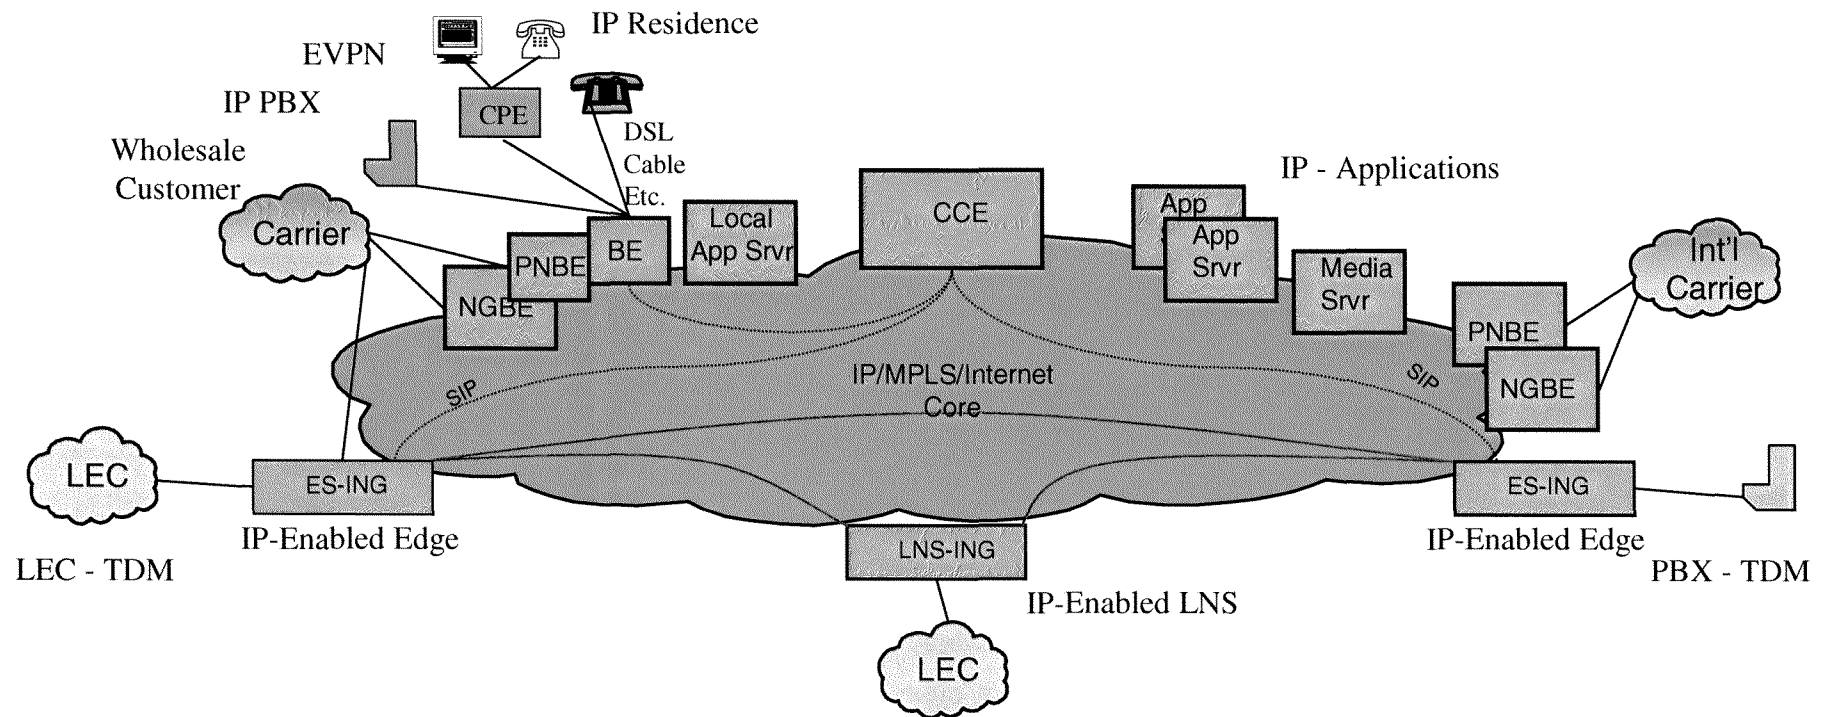 IP Residence
EVPN
IP PBX
CPE
DSL
Cable
Etc.
Wholesale
Customer
Carrier
BE
PNBE
NGBE
Local
App Srvr
CCE
IP - Applications
App
App
Srvr
Media
Srvr
PNBE
NGBE
Int'l
Carrier
SIP
IP/MPLS/Internet
Core
SIP
LEC
ES-ING
IP-Enabled Edge
LEC - TDM
LNS-ING
IP-Enabled LNS
LEC
ES-ING
IP-Enabled Edge
PBX - TDM